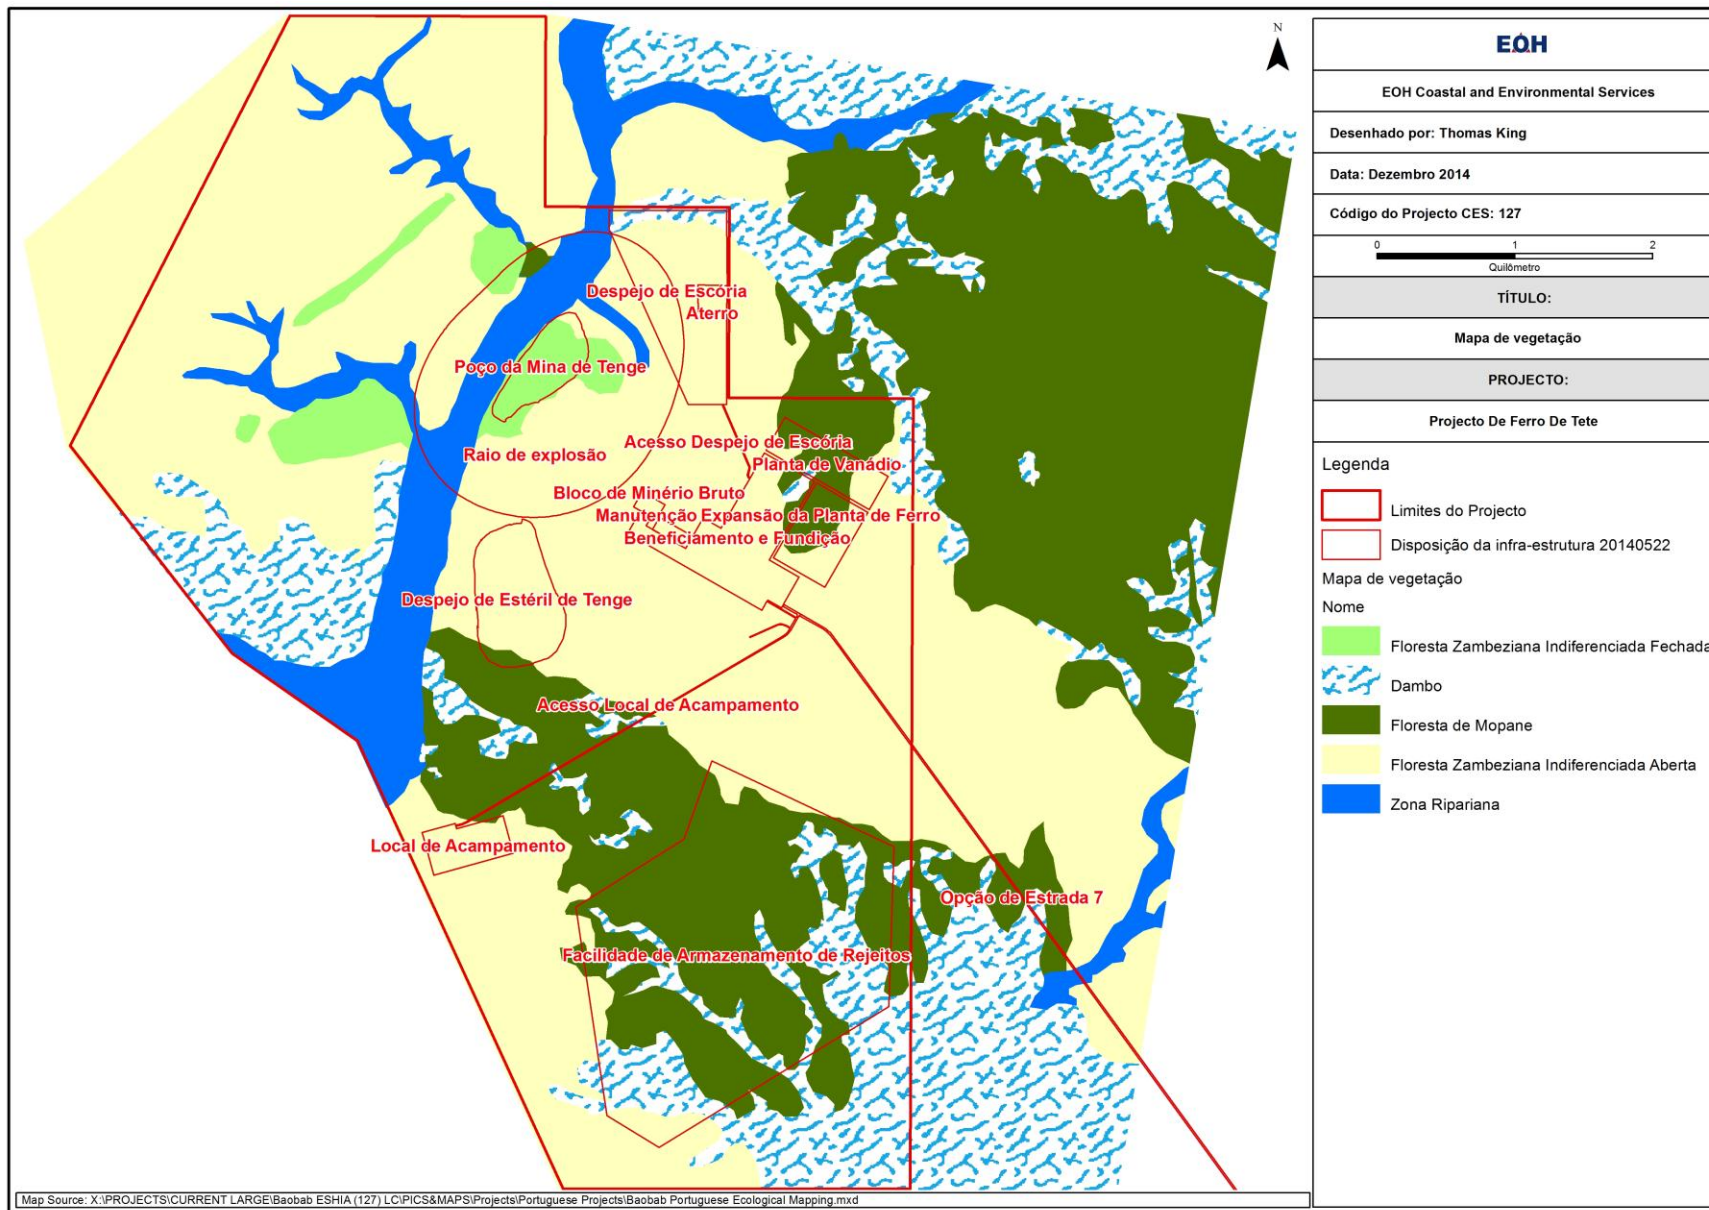 N
Despejo de Escória
Aterro
Poço da Mina de Tenge
Acesso Despejo de Escória
Raio de explosão
Planta de Vanádio
Bloco de Minério Bruto
Manutenção Expansão da Planta de Ferro
Beneficiamento e Fundição
Despejo de Estéril de Tenge
Acesso Local de Acampamento
Local de Acampamento
Opção de Estrada 7
Facilidade de Armazenamento de Rejeitos
Map Source: X:\PROJECTS\CURRENT LARGE\Baobab ESHIA (127) LC\PICS&MAPS\Projects\Portuguese Projects\Baobab Portuguese Ecological Mapping.mxd
EOH
EOH Coastal and Environmental Services
Desenhado por: Thomas King
Data: Dezembro 2014
Código do Projecto CES: 127
0 1 2
Quilômetro
TÍTULO:
Mapa de vegetação
PROJECTO:
Projecto De Ferro De Tete
Legenda
Limites do Projecto
Disposição da infra-estrutura 20140522
Mapa de vegetação
Nome
Floresta Zambeziana Indiferenciada Fechada
Dambo
Floresta de Mopane
Floresta Zambeziana Indiferenciada Aberta
Zona Ripariana